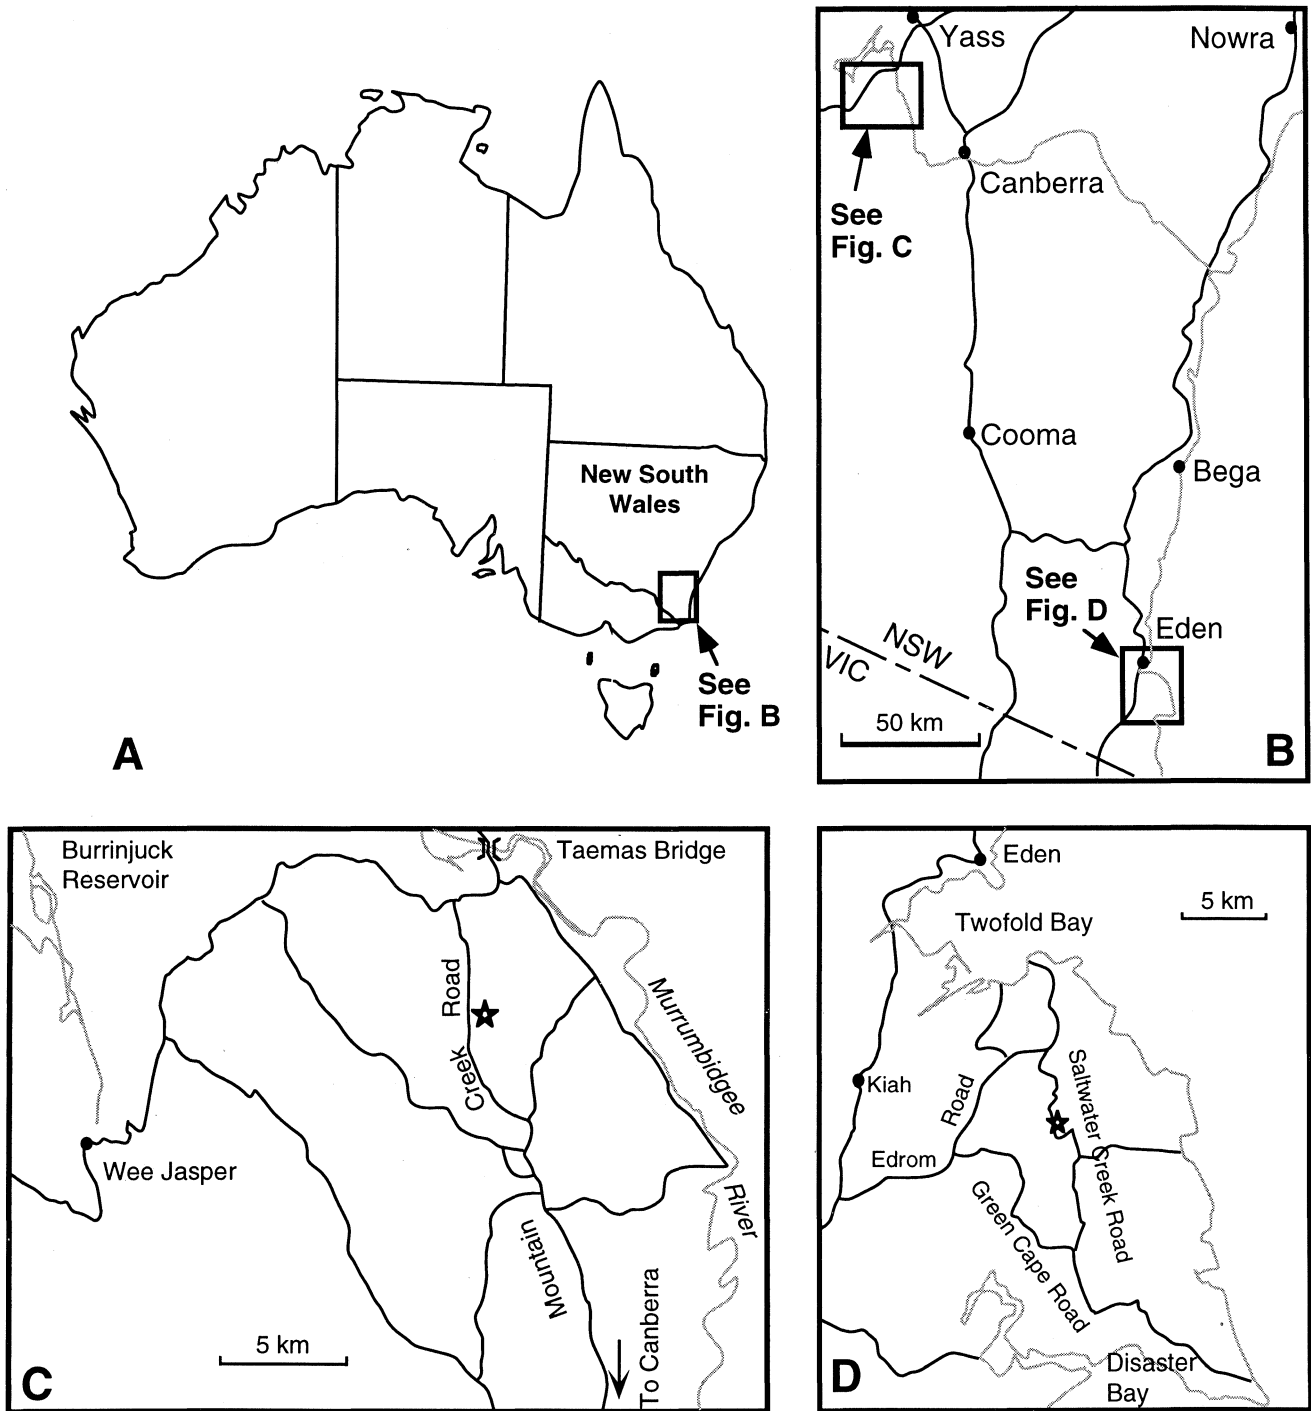 New South
Wales
See
Fig. B
A
Yass
Nowra
Canberra
See
Fig. C
Cooma
Bega
See
Fig. D
Eden
NSW
VIC
50 km
B
Burrinjuck
Reservoir
Taemas Bridge
Road
Creek
Murrumbidgee
Wee Jasper
River
Mountain
To Canberra
5 km
C
Eden
5 km
Twofold Bay
Kiah
Road
Saltwater Creek Road
Edrom
Green Cape Road
Disaster
Bay
D